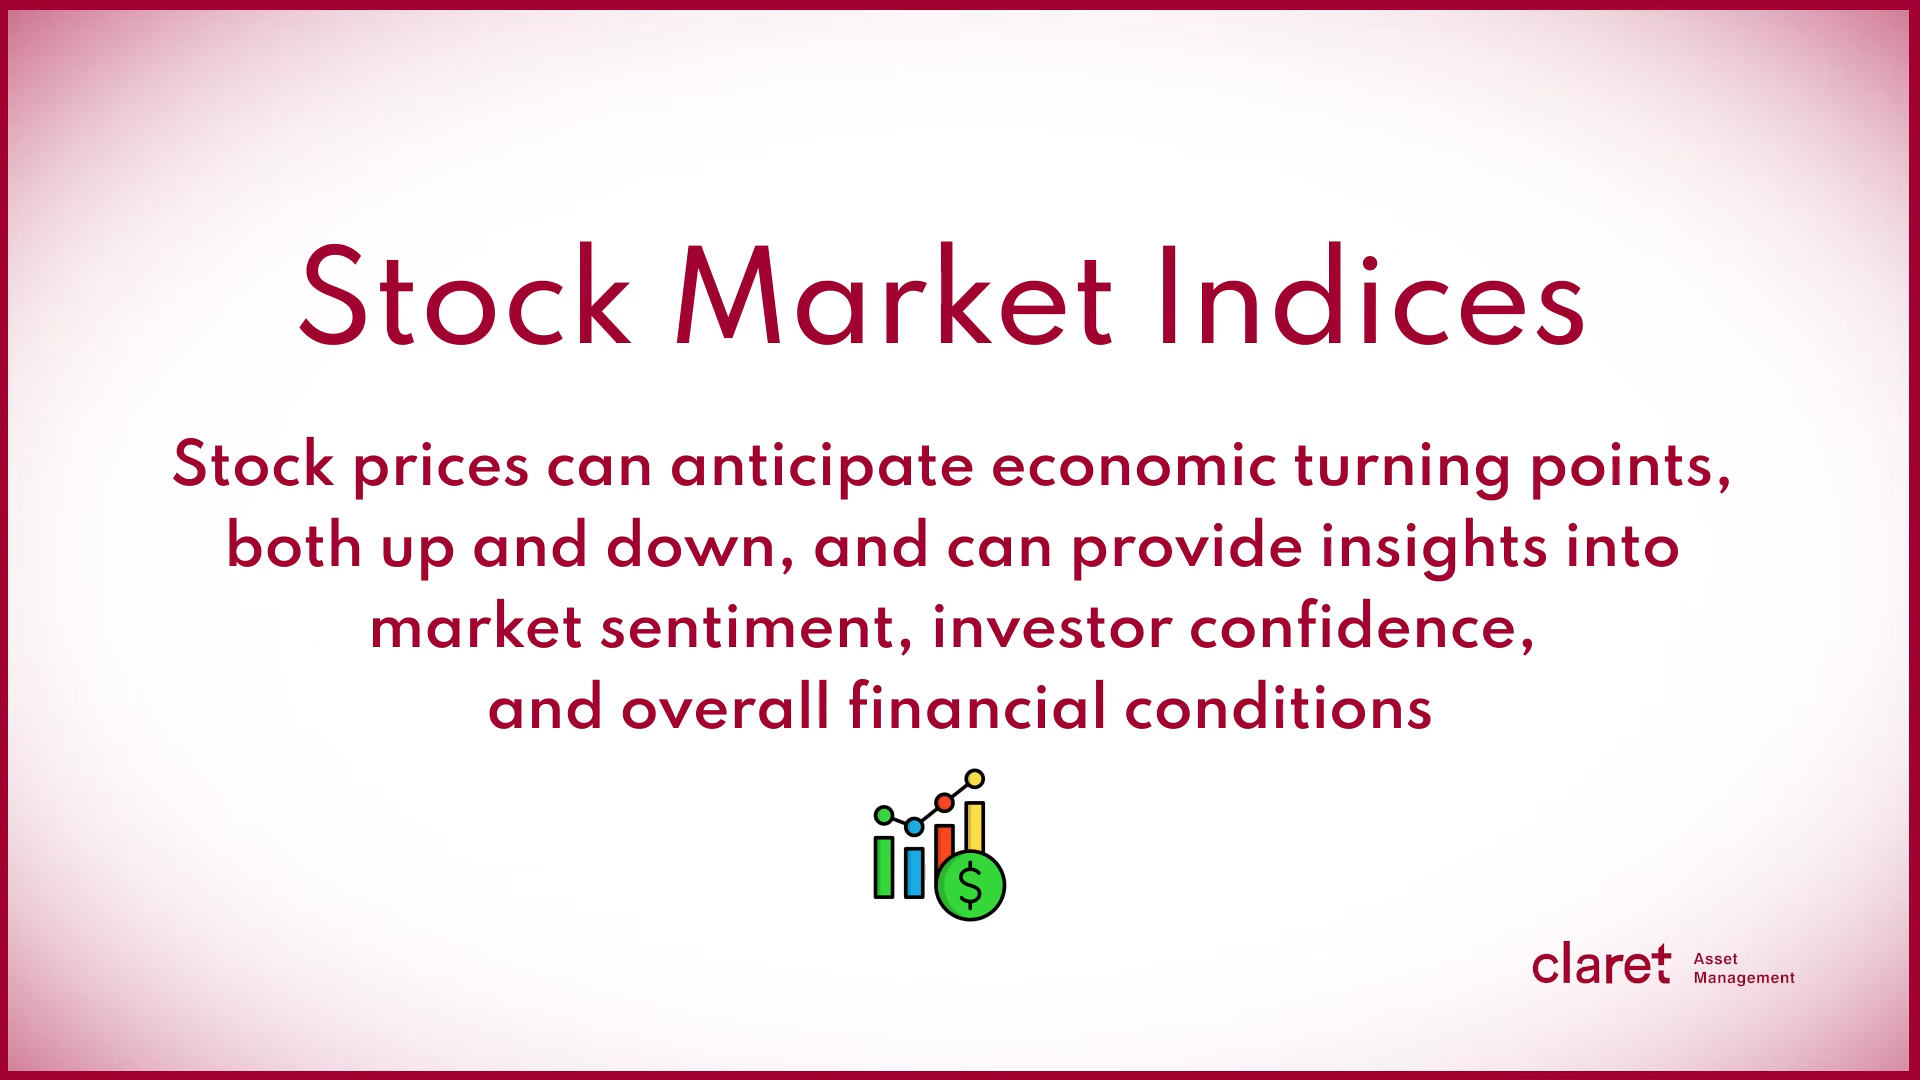 Stock Market Indices
Stock prices can anticipate economic turning points,
both up and down, and can provide insights into
market sentiment, investor confidence,
and overall financial conditions
$
claret Asset
Management